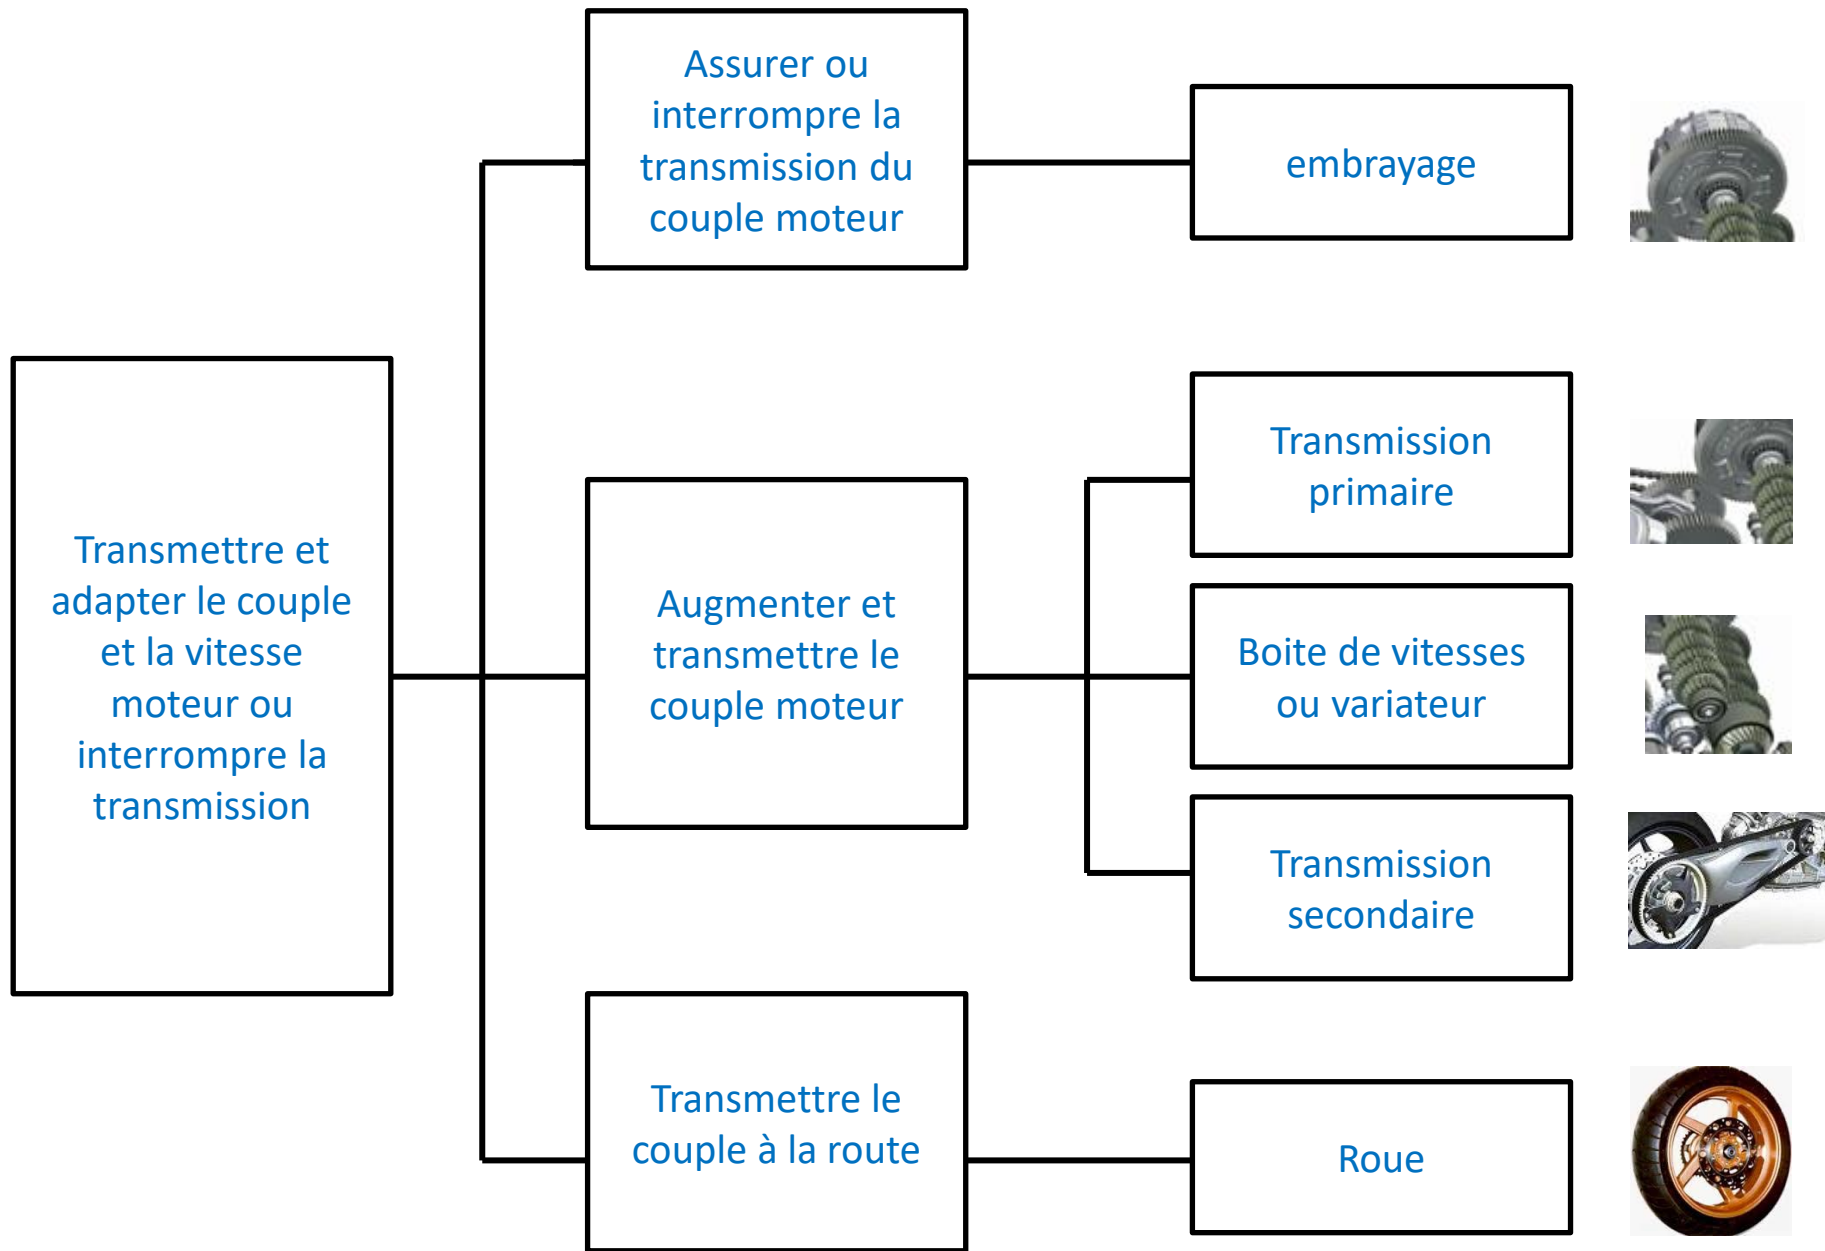 Assurer ou
interrompre la
transmission du
couple moteur
embrayage
Transmettre et
adapter le couple
et la vitesse
moteur ou
interrompre la
transmission
Augmenter et
transmettre le
couple moteur
Transmission
primaire
Boite de vitesses
ou variateur
Transmission
secondaire
Transmettre le
couple à la route
Roue